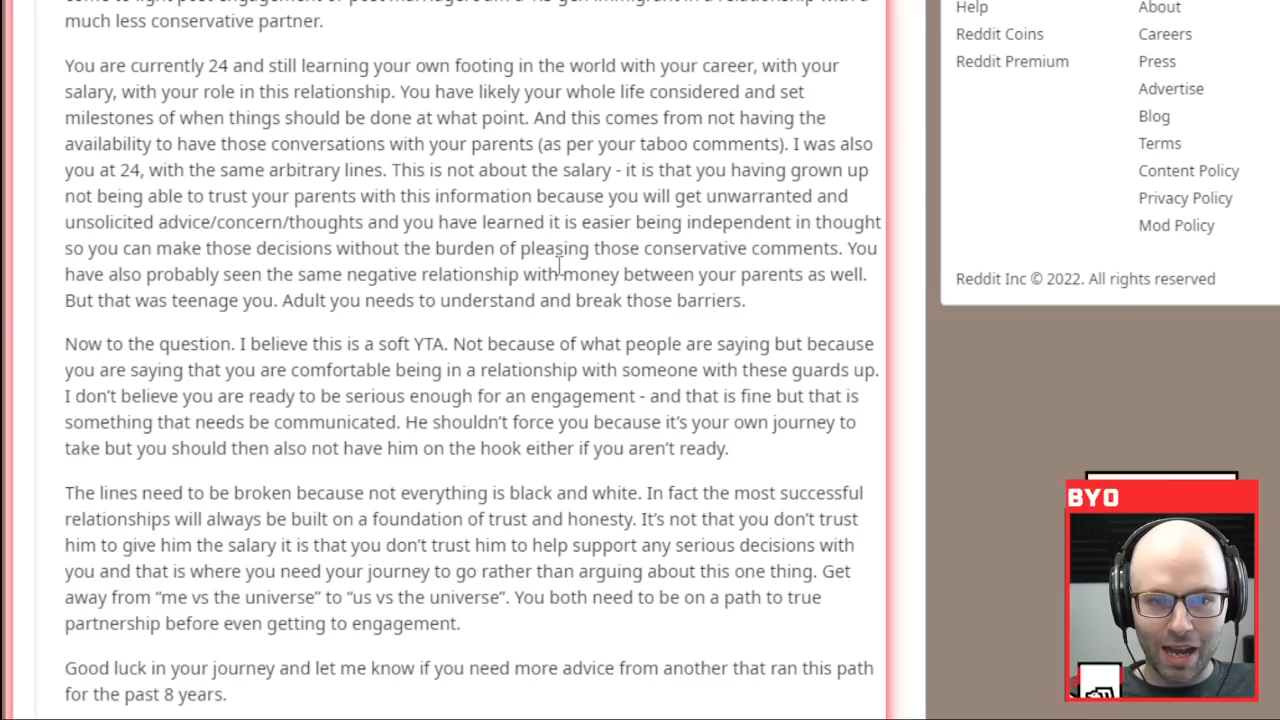 much less conservative partner.
You are currently 24 and still learning your own footing in the world with your career, with your
salary, with your role in this relationship. You have likely your whole life considered and set
milestones of when things should be done at what point. And this comes from not having the
availability to have those conversations with your parents (as per your taboo comments). I was also
you at 24, with the same arbitrary lines. This is not about the salary - it is that you having grown up
not being able to trust your parents with this information because you will get unwarranted and
unsolicited advice/concern/thoughts and you have learned it is easier being independent in thought
so you can make those decisions without the burden of pleasing those conservative comments. You
have also probably seen the same negative relationship with money between your parents as well.
But that was teenage you. Adult you needs to understand and break those barriers.
Now to the question. I believe this is a soft YTA. Not because of what people are saying but because
you are saying that you are comfortable being in a relationship with someone with these guards up.
I don't believe you are ready to be serious enough for an engagement - and that is fine but that is
something that needs be communicated. He shouldn't force you because it's your own journey to
take but you should then also not have him on the hook either if you aren't ready.
The lines need to be broken because not everything is black and white. In fact the most successful
relationships will always be built on a foundation of trust and honesty. It's not that you don't trust
him to give him the salary it is that you don't trust him to help support any serious decisions with
you and that is where you need your journey to go rather than arguing about this one thing. Get
away from “me vs the universe” to “us vs the universe”. You both need to be on a path to true
partnership before even getting to engagement.
Good luck in your journey and let me know if you need more advice from another that ran this path
for the past 8 years.
Help
About
Reddit Coins
Careers
Reddit Premium
Press
Advertise
Blog
Terms
Content Policy
Privacy Policy
Mod Policy
Reddit Inc © 2022. All rights reserved
BYO